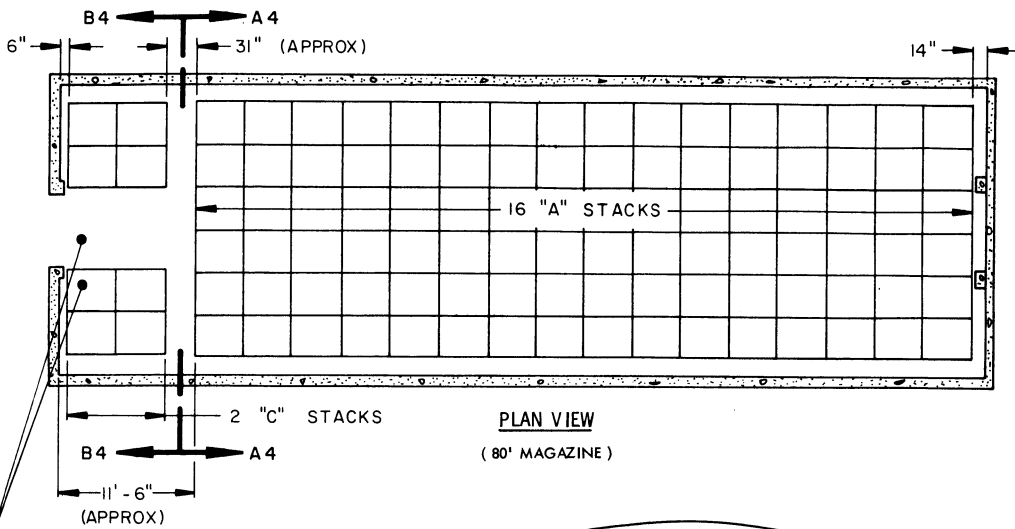 B4 A4
6" 31" (APPROX) 14"
16 "A" STACKS
2 "C" STACKS
PLAN VIEW
B4 A4
(80' MAGAZINE)
11'-6"
(APPROX)